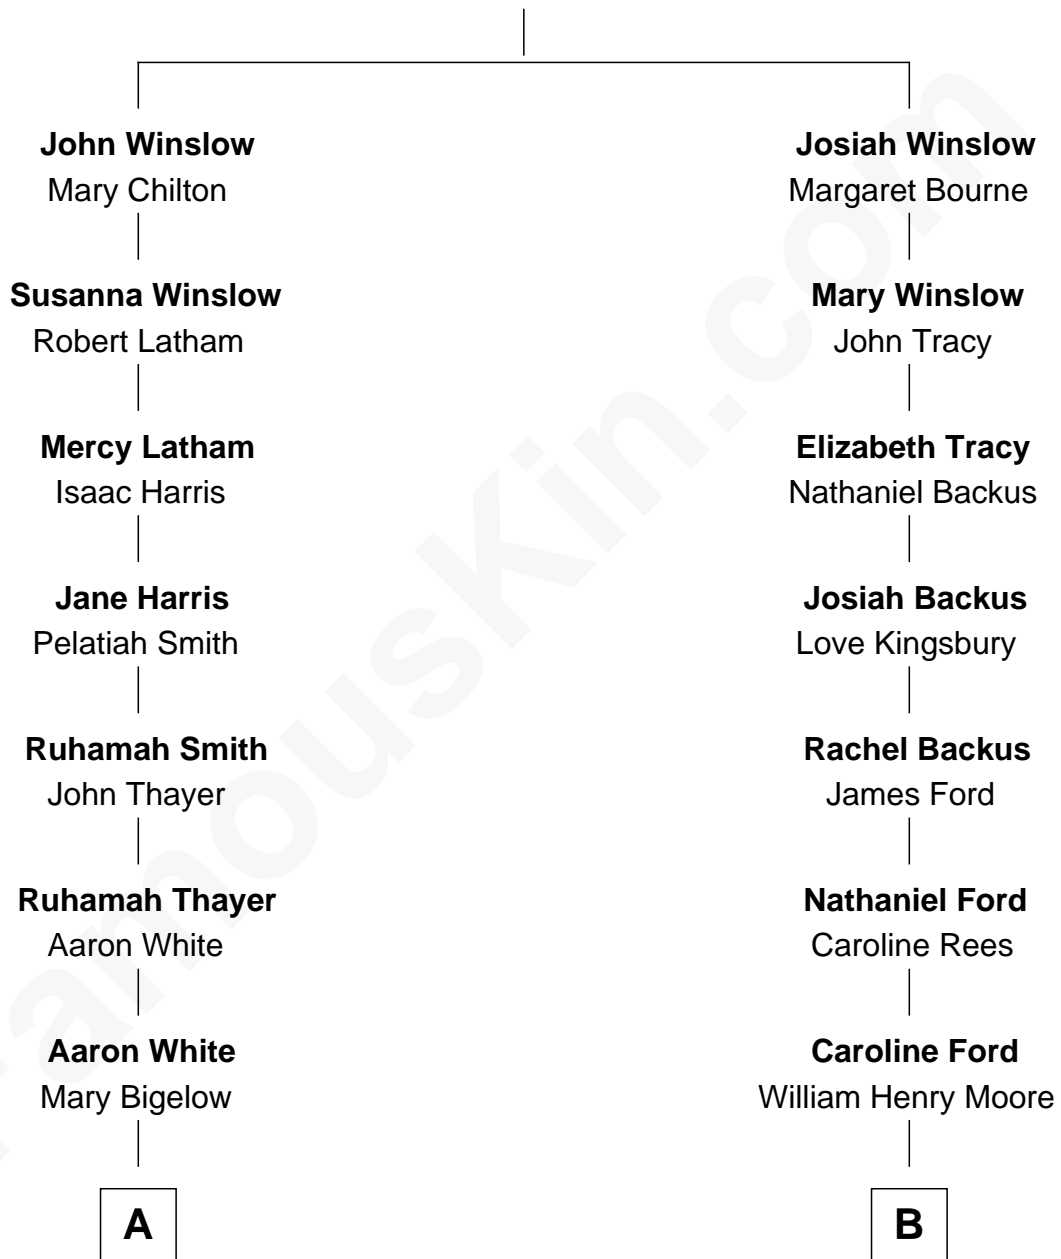 John Winslow
Mary Chilton
Susanna Winslow
Robert Latham
Mercy Latham
Isaac Harris
Jane Harris
Pelatiah Smith
Ruhamah Smith
John Thayer
Ruhamah Thayer
Aaron White
Aaron White
Mary Bigelow
A
Josiah Winslow
Margaret Bourne
Mary Winslow
John Tracy
Elizabeth Tracy
Nathaniel Backus
Josiah Backus
Love Kingsbury
Rachel Backus
James Ford
Nathaniel Ford
Caroline Rees
Caroline Ford
William Henry Moore
B
FamousKin.com